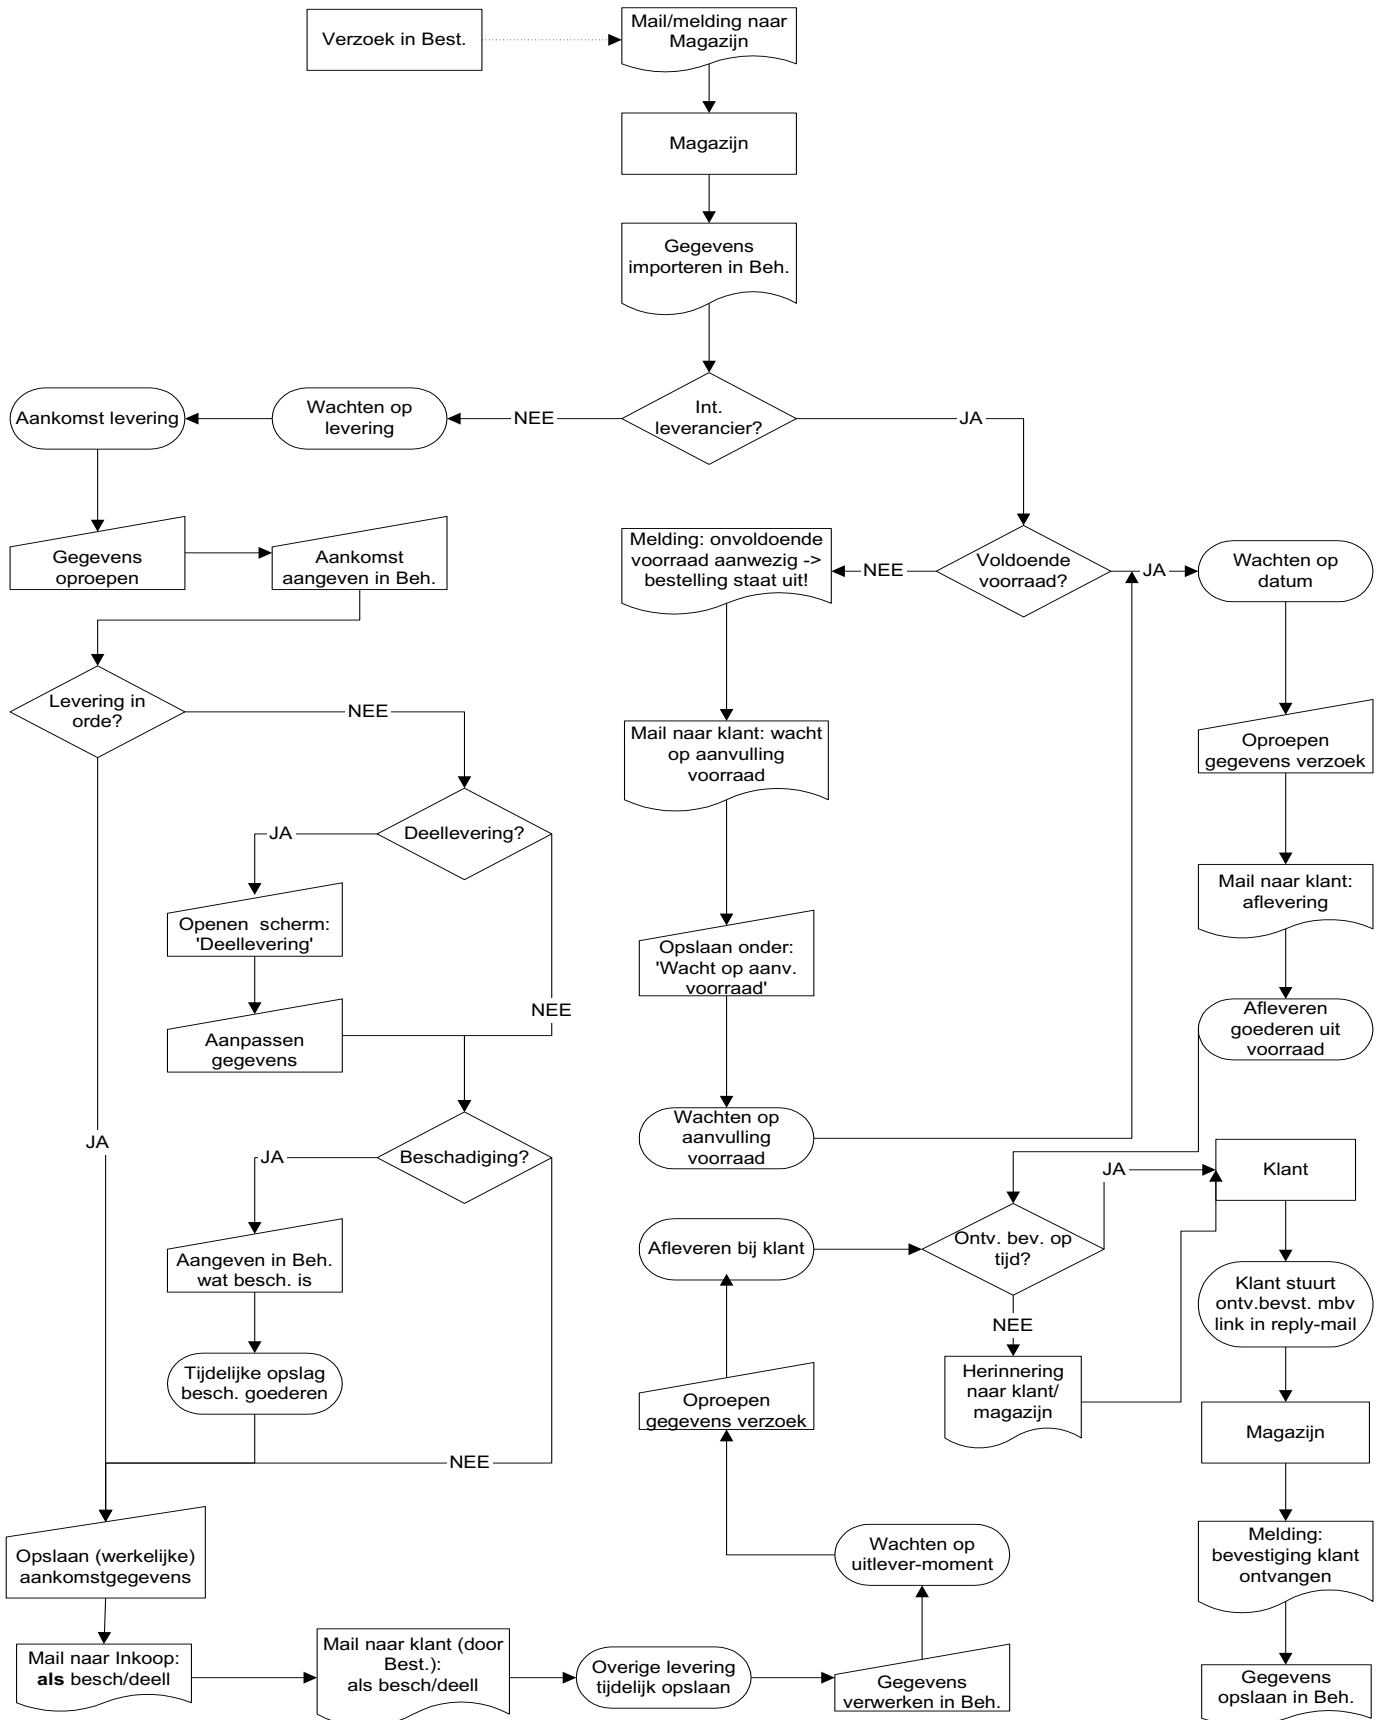 Verzoek in Best.
Mail/melding naar
Magazijn
Magazijn
Gegevens
importeren in Beh.
Int.
leverancier?
NEE
JA
Wachten op
levering
Aankomst levering
Gegevens
oproepen
Aankomst
aangeven in Beh.
Levering in
orde?
NEE
JA
Deellevering?
JA
NEE
Openen  scherm:
'Deellevering'
Aanpassen
gegevens
Beschadiging?
JA
NEE
Aangeven in Beh.
wat besch. is
Tijdelijke opslag
besch. goederen
Opslaan (werkelijke)
aankomstgegevens
Mail naar Inkoop:
als besch/deell
Mail naar klant (door
Best.):
als besch/deell
Overige levering
tijdelijk opslaan
Gegevens
verwerken in Beh.
Wachten op
uitlever-moment
Oproepen
gegevens verzoek
Afleveren bij klant
Voldoende
voorraad?
NEE
JA
Melding: onvoldoende
voorraad aanwezig ->
bestelling staat uit!
Mail naar klant: wacht
op aanvulling
voorraad
Opslaan onder:
'Wacht op aanv.
voorraad'
Wachten op
aanvulling
voorraad
Wachten op
datum
Oproepen
gegevens verzoek
Mail naar klant:
aflevering
Afleveren
goederen uit
voorraad
Ontv. bev. op
tijd?
JA
NEE
Herinnering
naar klant/
magazijn
Klant
Klant stuurt
ontv.bevst. mbv
link in reply-mail
Magazijn
Melding:
bevestiging klant
ontvangen
Gegevens
opslaan in Beh.